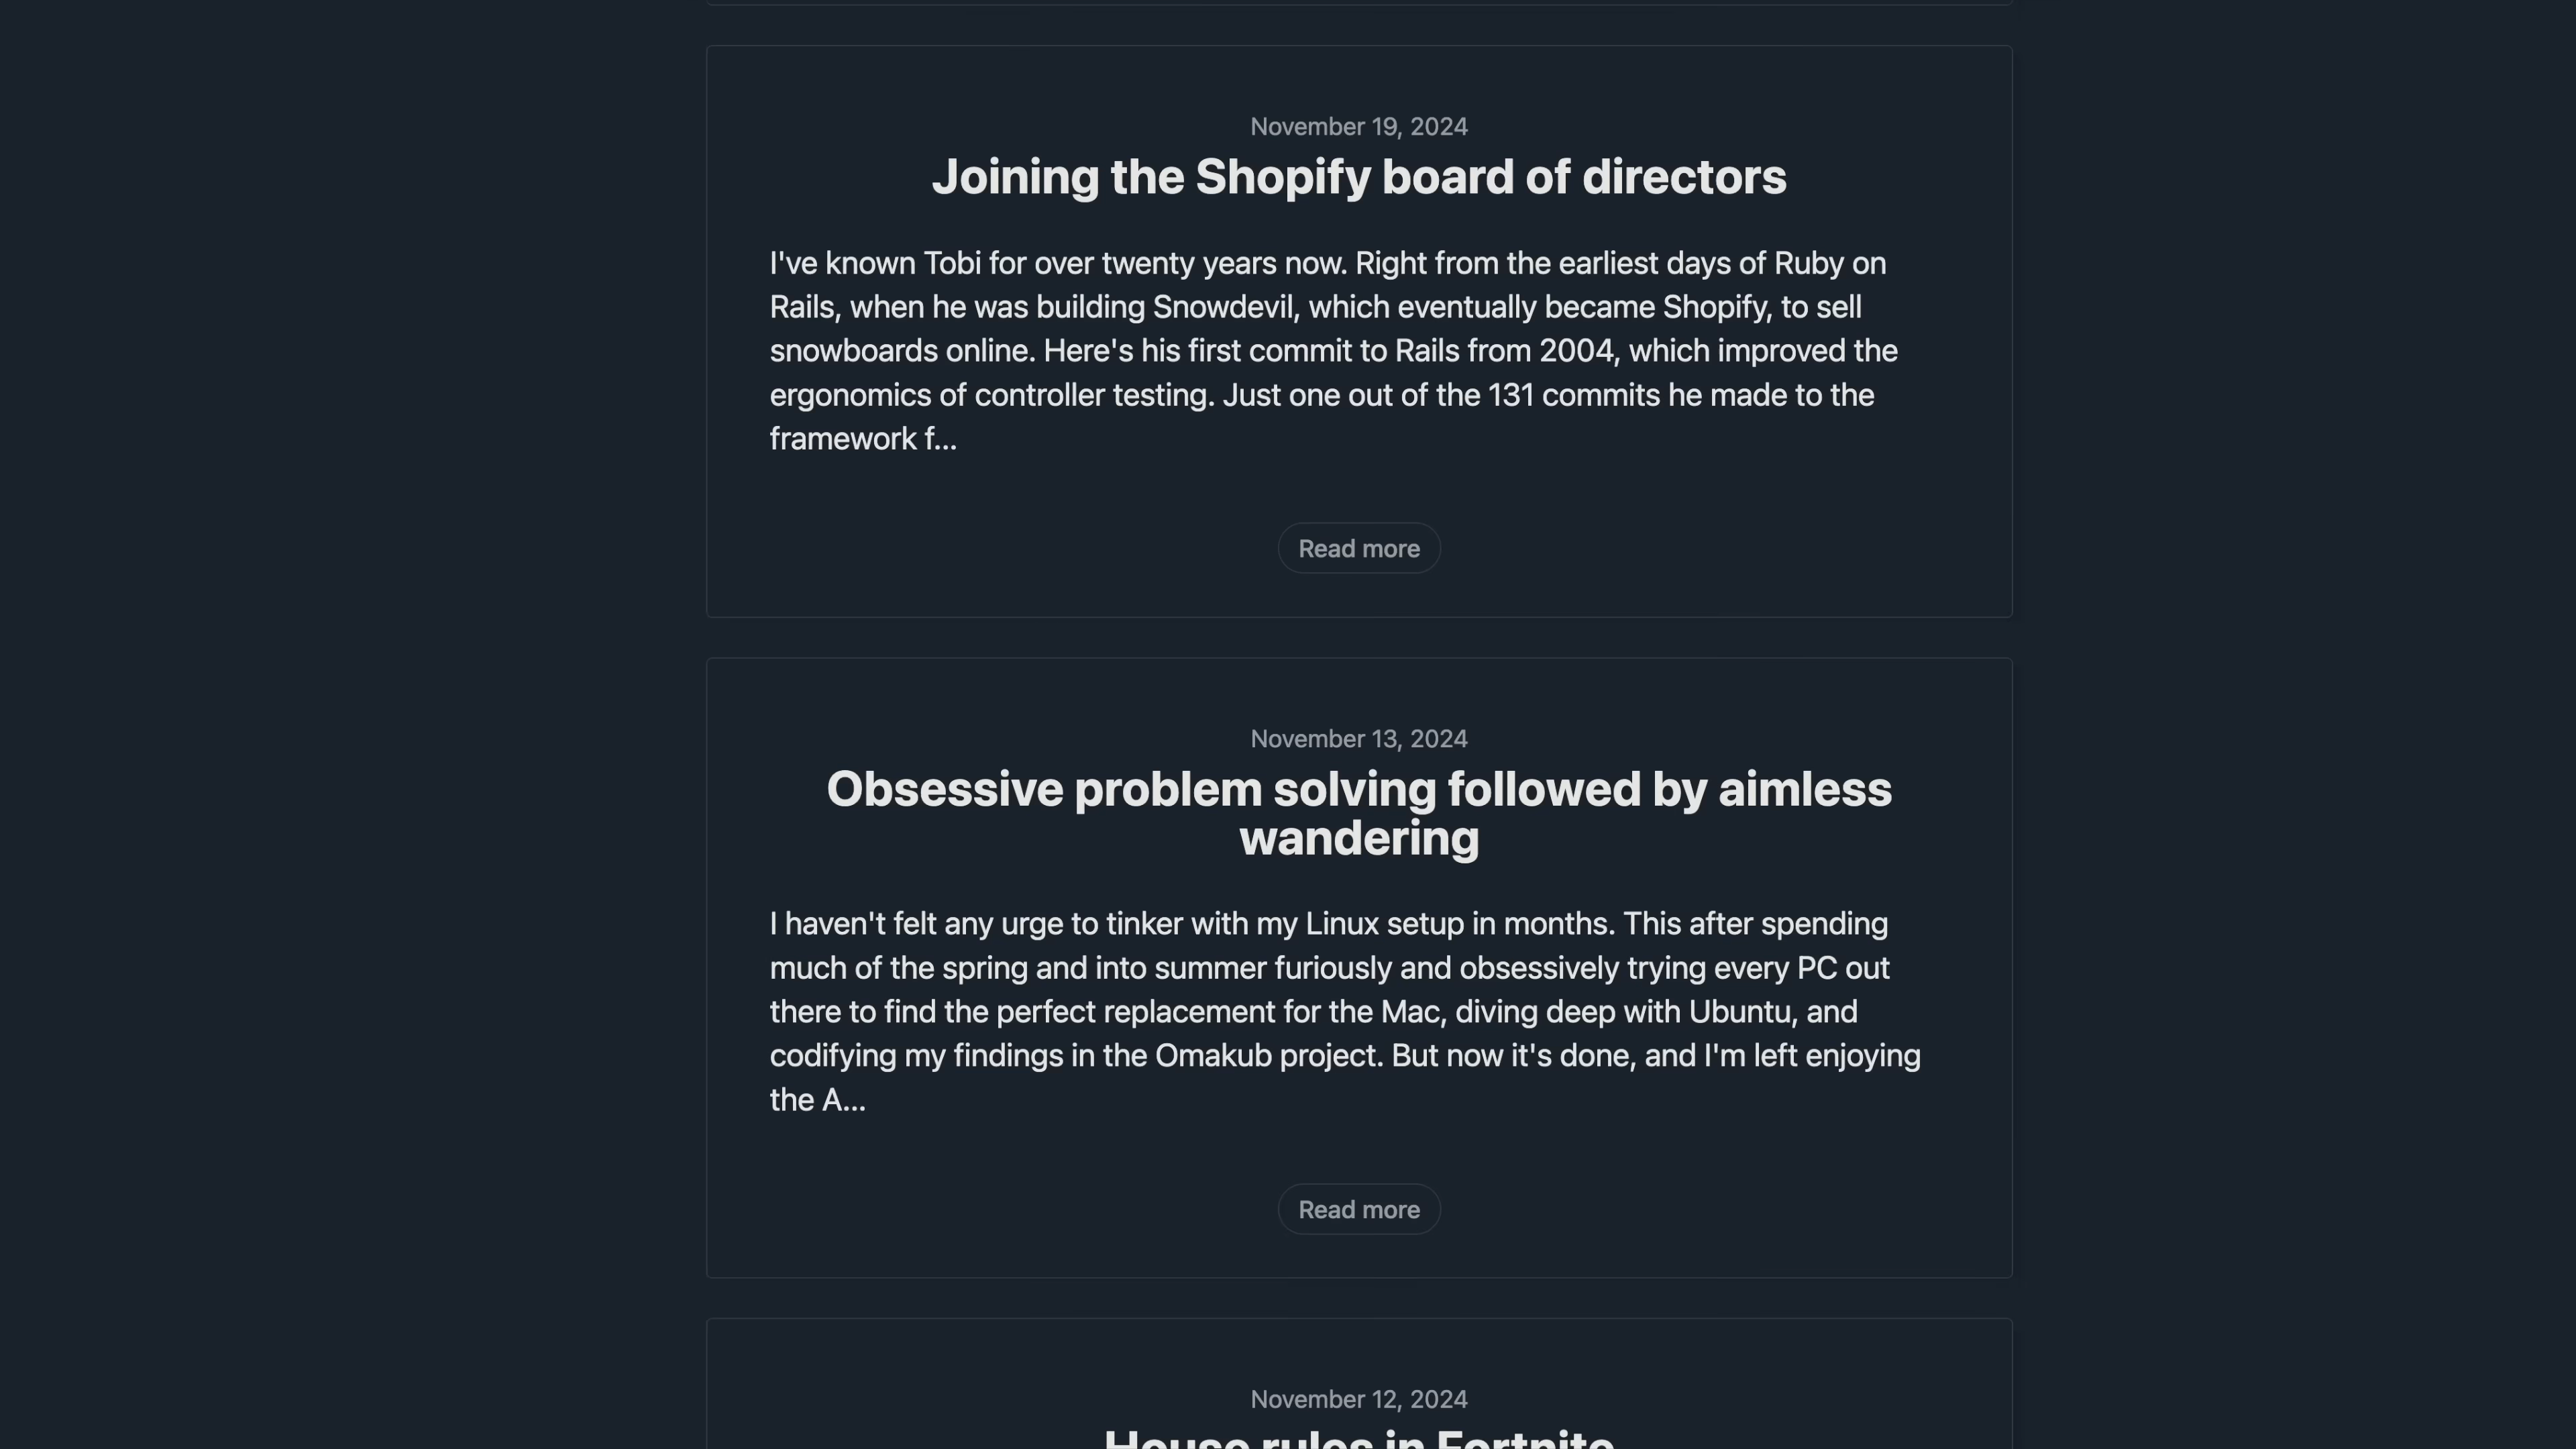 November 19, 2024
Joining the Shopify board of directors
I've known Tobi for over twenty years now. Right from the earliest days of Ruby on
Rails, when he was building Snowdevil, which eventually became Shopify, to sell
snowboards online. Here's his first commit to Rails from 2004, which improved the
ergonomics of controller testing. Just one out of the 131 commits he made to the
framework f...
Read more
November 13, 2024
Obsessive problem solving followed by aimless
wandering
I haven't felt any urge to tinker with my Linux setup in months. This after spending
much of the spring and into summer furiously and obsessively trying every PC out
there to find the perfect replacement for the Mac, diving deep with Ubuntu, and
codifying my findings in the Omakub project. But now it's done, and I'm left enjoying
the A...
Read more
November 12, 2024
House rules in Fortnite